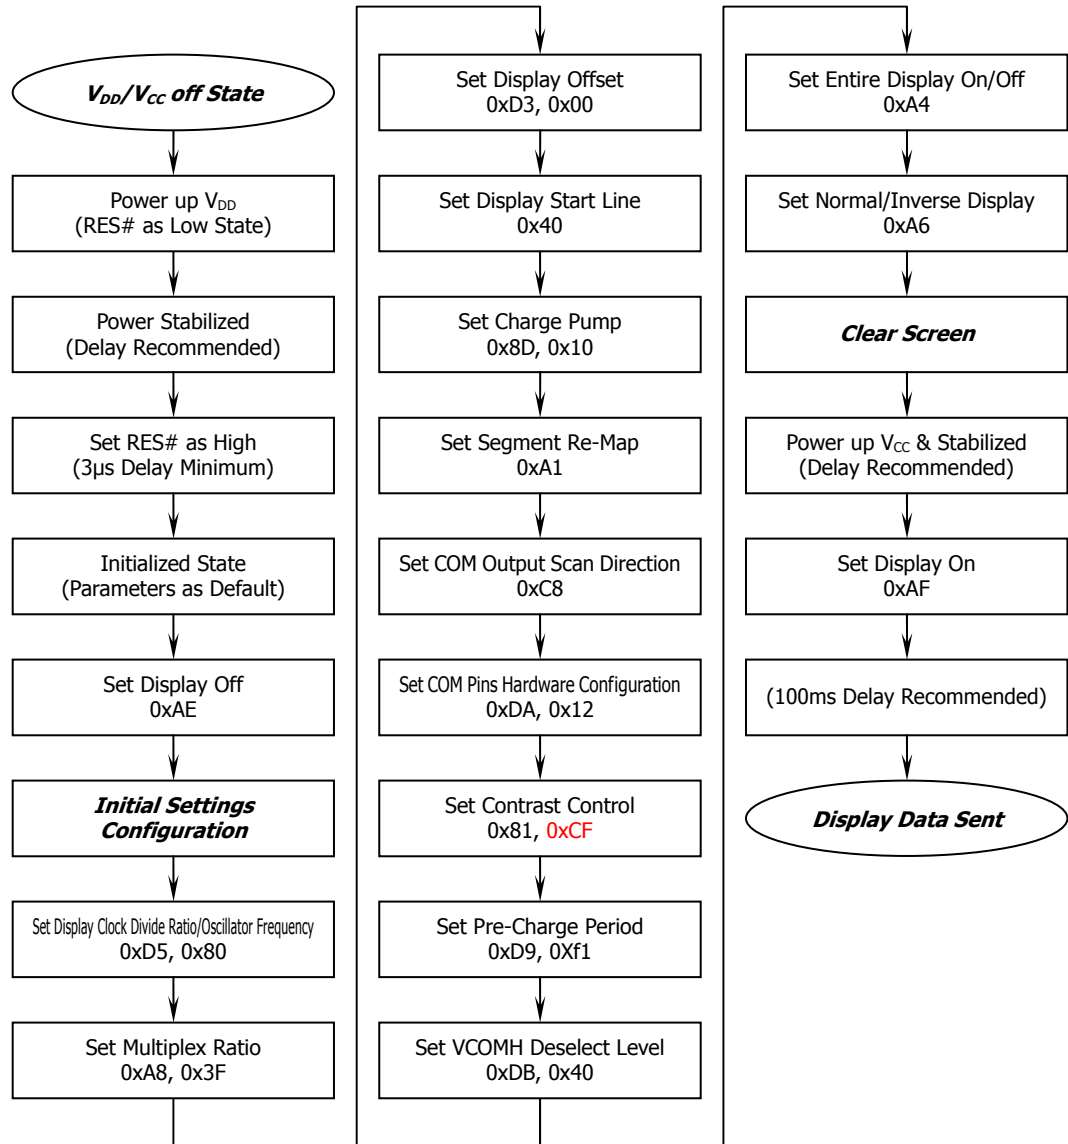 V_DD/V_CC off State
Power up V_DD
(RES# as Low State)
Power Stabilized
(Delay Recommended)
Set RES# as High
(3μs Delay Minimum)
Initialized State
(Parameters as Default)
Set Display Off
0xAE
Initial Settings
Configuration
Set Display Clock Divide Ratio/Oscillator Frequency
0xD5, 0x80
Set Multiplex Ratio
0xA8, 0x3F
Set Display Offset
0xD3, 0x00
Set Display Start Line
0x40
Set Charge Pump
0x8D, 0x10
Set Segment Re-Map
0xA1
Set COM Output Scan Direction
0xC8
Set COM Pins Hardware Configuration
0xDA, 0x12
Set Contrast Control
0x81, 0xCF
Set Pre-Charge Period
0xD9, 0Xf1
Set VCOMH Deselect Level
0xDB, 0x40
Set Entire Display On/Off
0xA4
Set Normal/Inverse Display
0xA6
Clear Screen
Power up V_CC & Stabilized
(Delay Recommended)
Set Display On
0xAF
(100ms Delay Recommended)
Display Data Sent